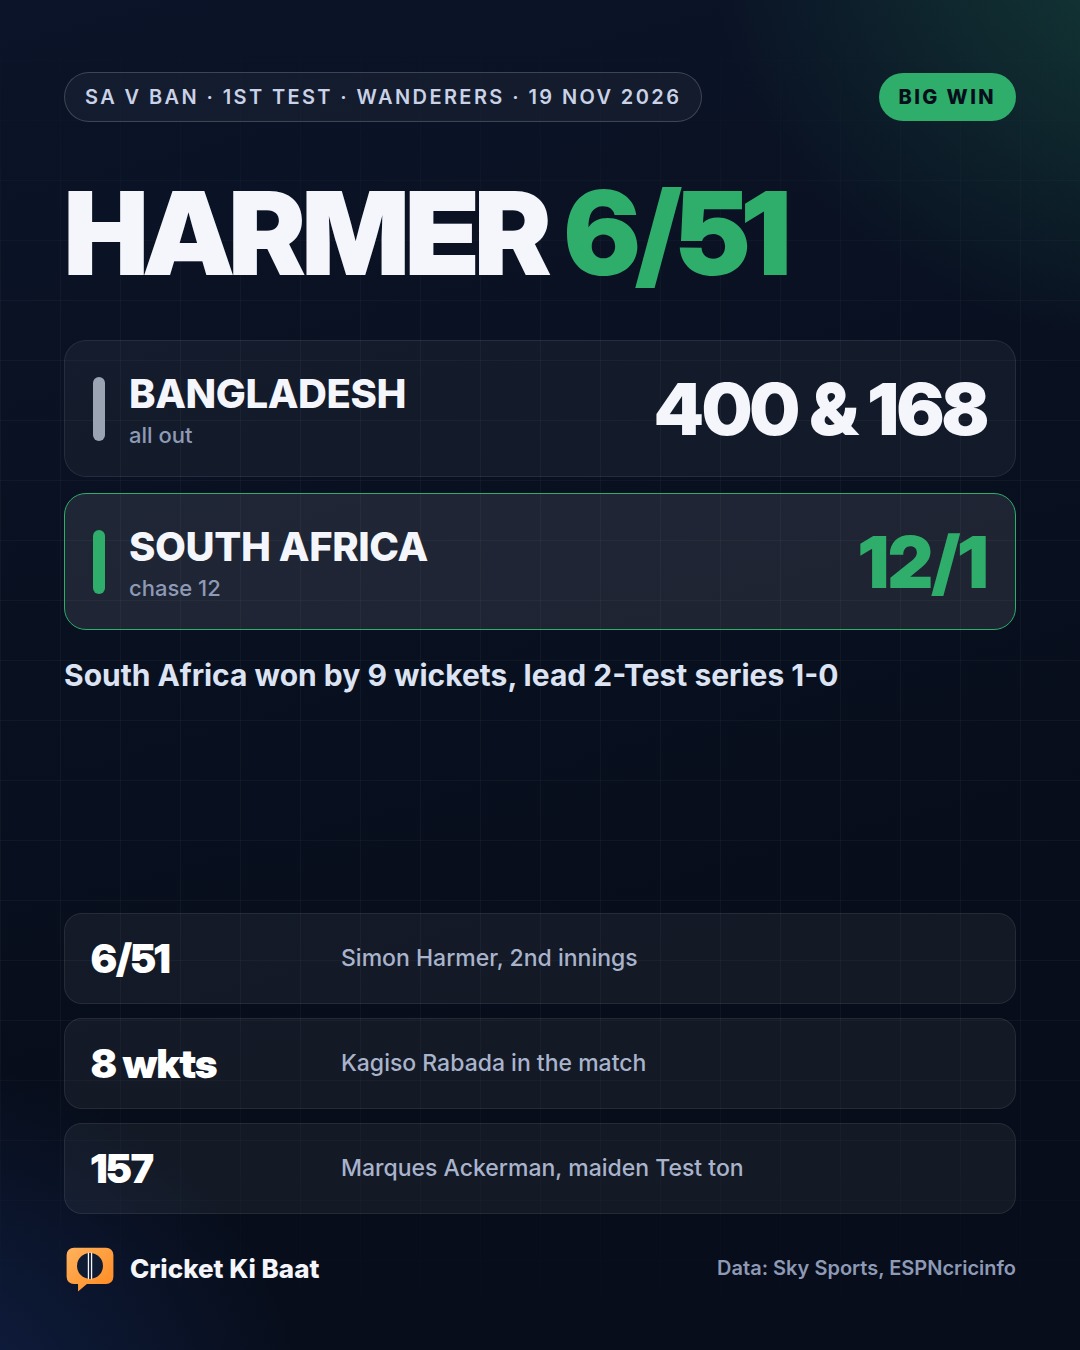 SA V BAN · 1ST TEST · WANDERERS · 19 NOV 2026
BIG WIN
HARMER 6/51
BANGLADESH
all out
400 & 168
SOUTH AFRICA
chase 12
12/1
South Africa won by 9 wickets, lead 2-Test series 1-0
6/51
Simon Harmer, 2nd innings
8 wkts
Kagiso Rabada in the match
157
Marques Ackerman, maiden Test ton
Cricket Ki Baat
Data: Sky Sports, ESPNcricinfo